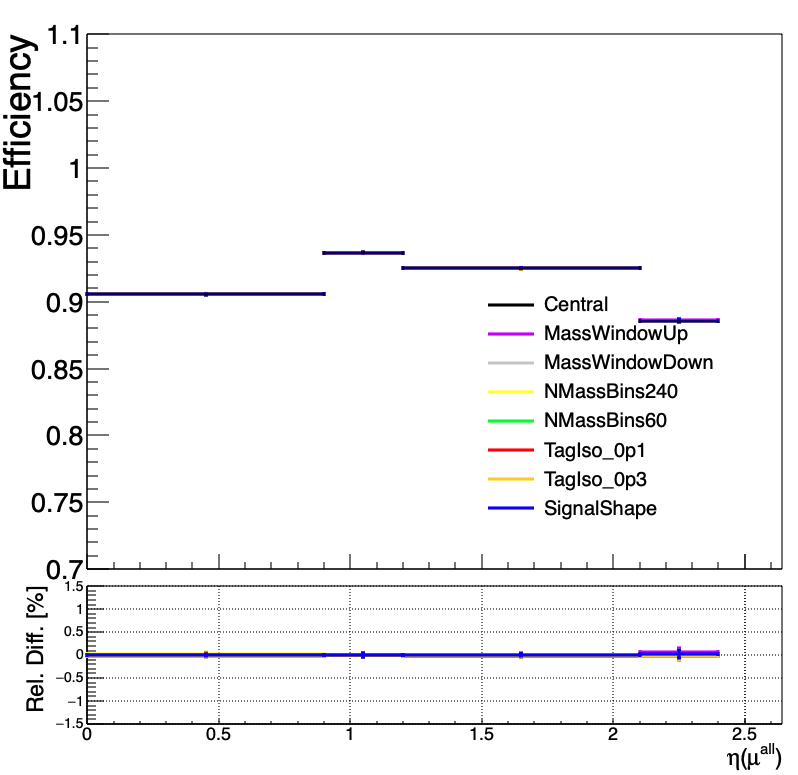 Efficiency
1.1
1.05
1
0.95
0.9
0.85
0.8
0.75
0.7
Central
MassWindowUp
MassWindowDown
NMassBins240
NMassBins60
TagIso_0p1
TagIso_0p3
SignalShape
Rel. Diff. [%]
1.5
1
0.5
0
−0.5
−1
−1.5
0 0.5 1 1.5 2 2.5
η(μ^all)